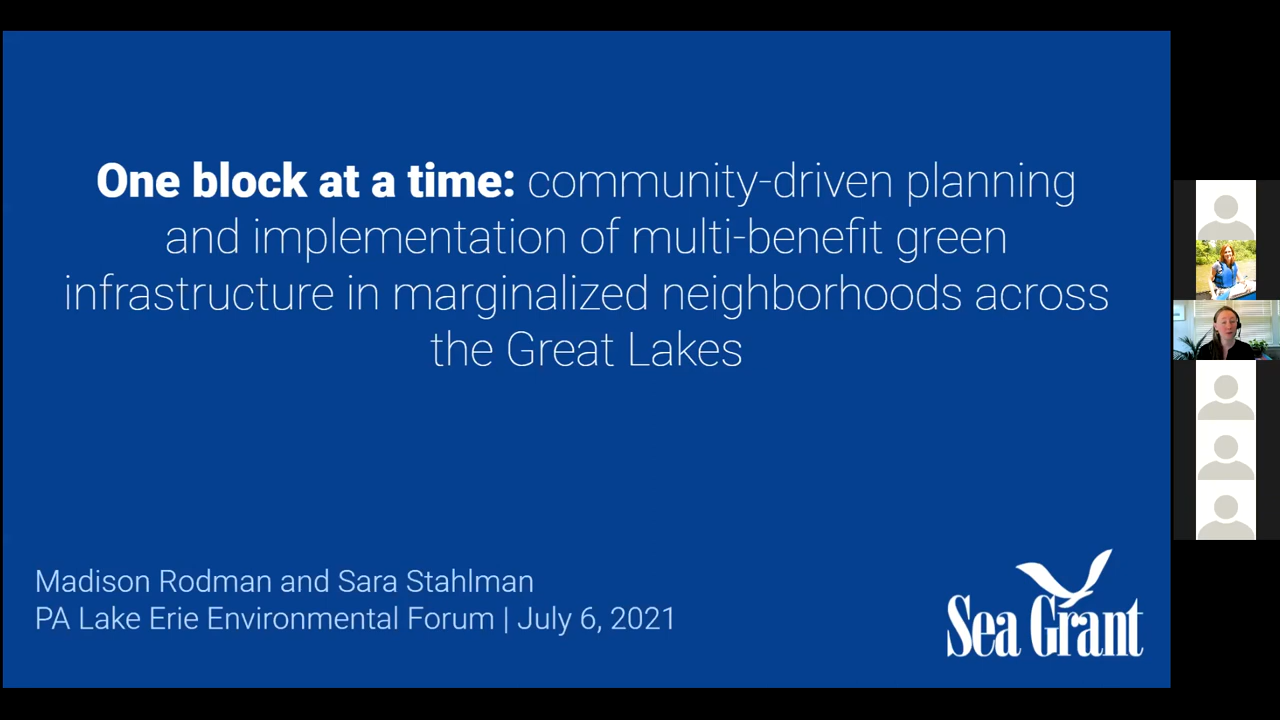 One block at a time: community-driven planning
and implementation of multi-benefit green
infrastructure in marginalized neighborhoods across
the Great Lakes
Madison Rodman and Sara Stahlman
PA Lake Erie Environmental Forum | July 6, 2021
Sea Grant